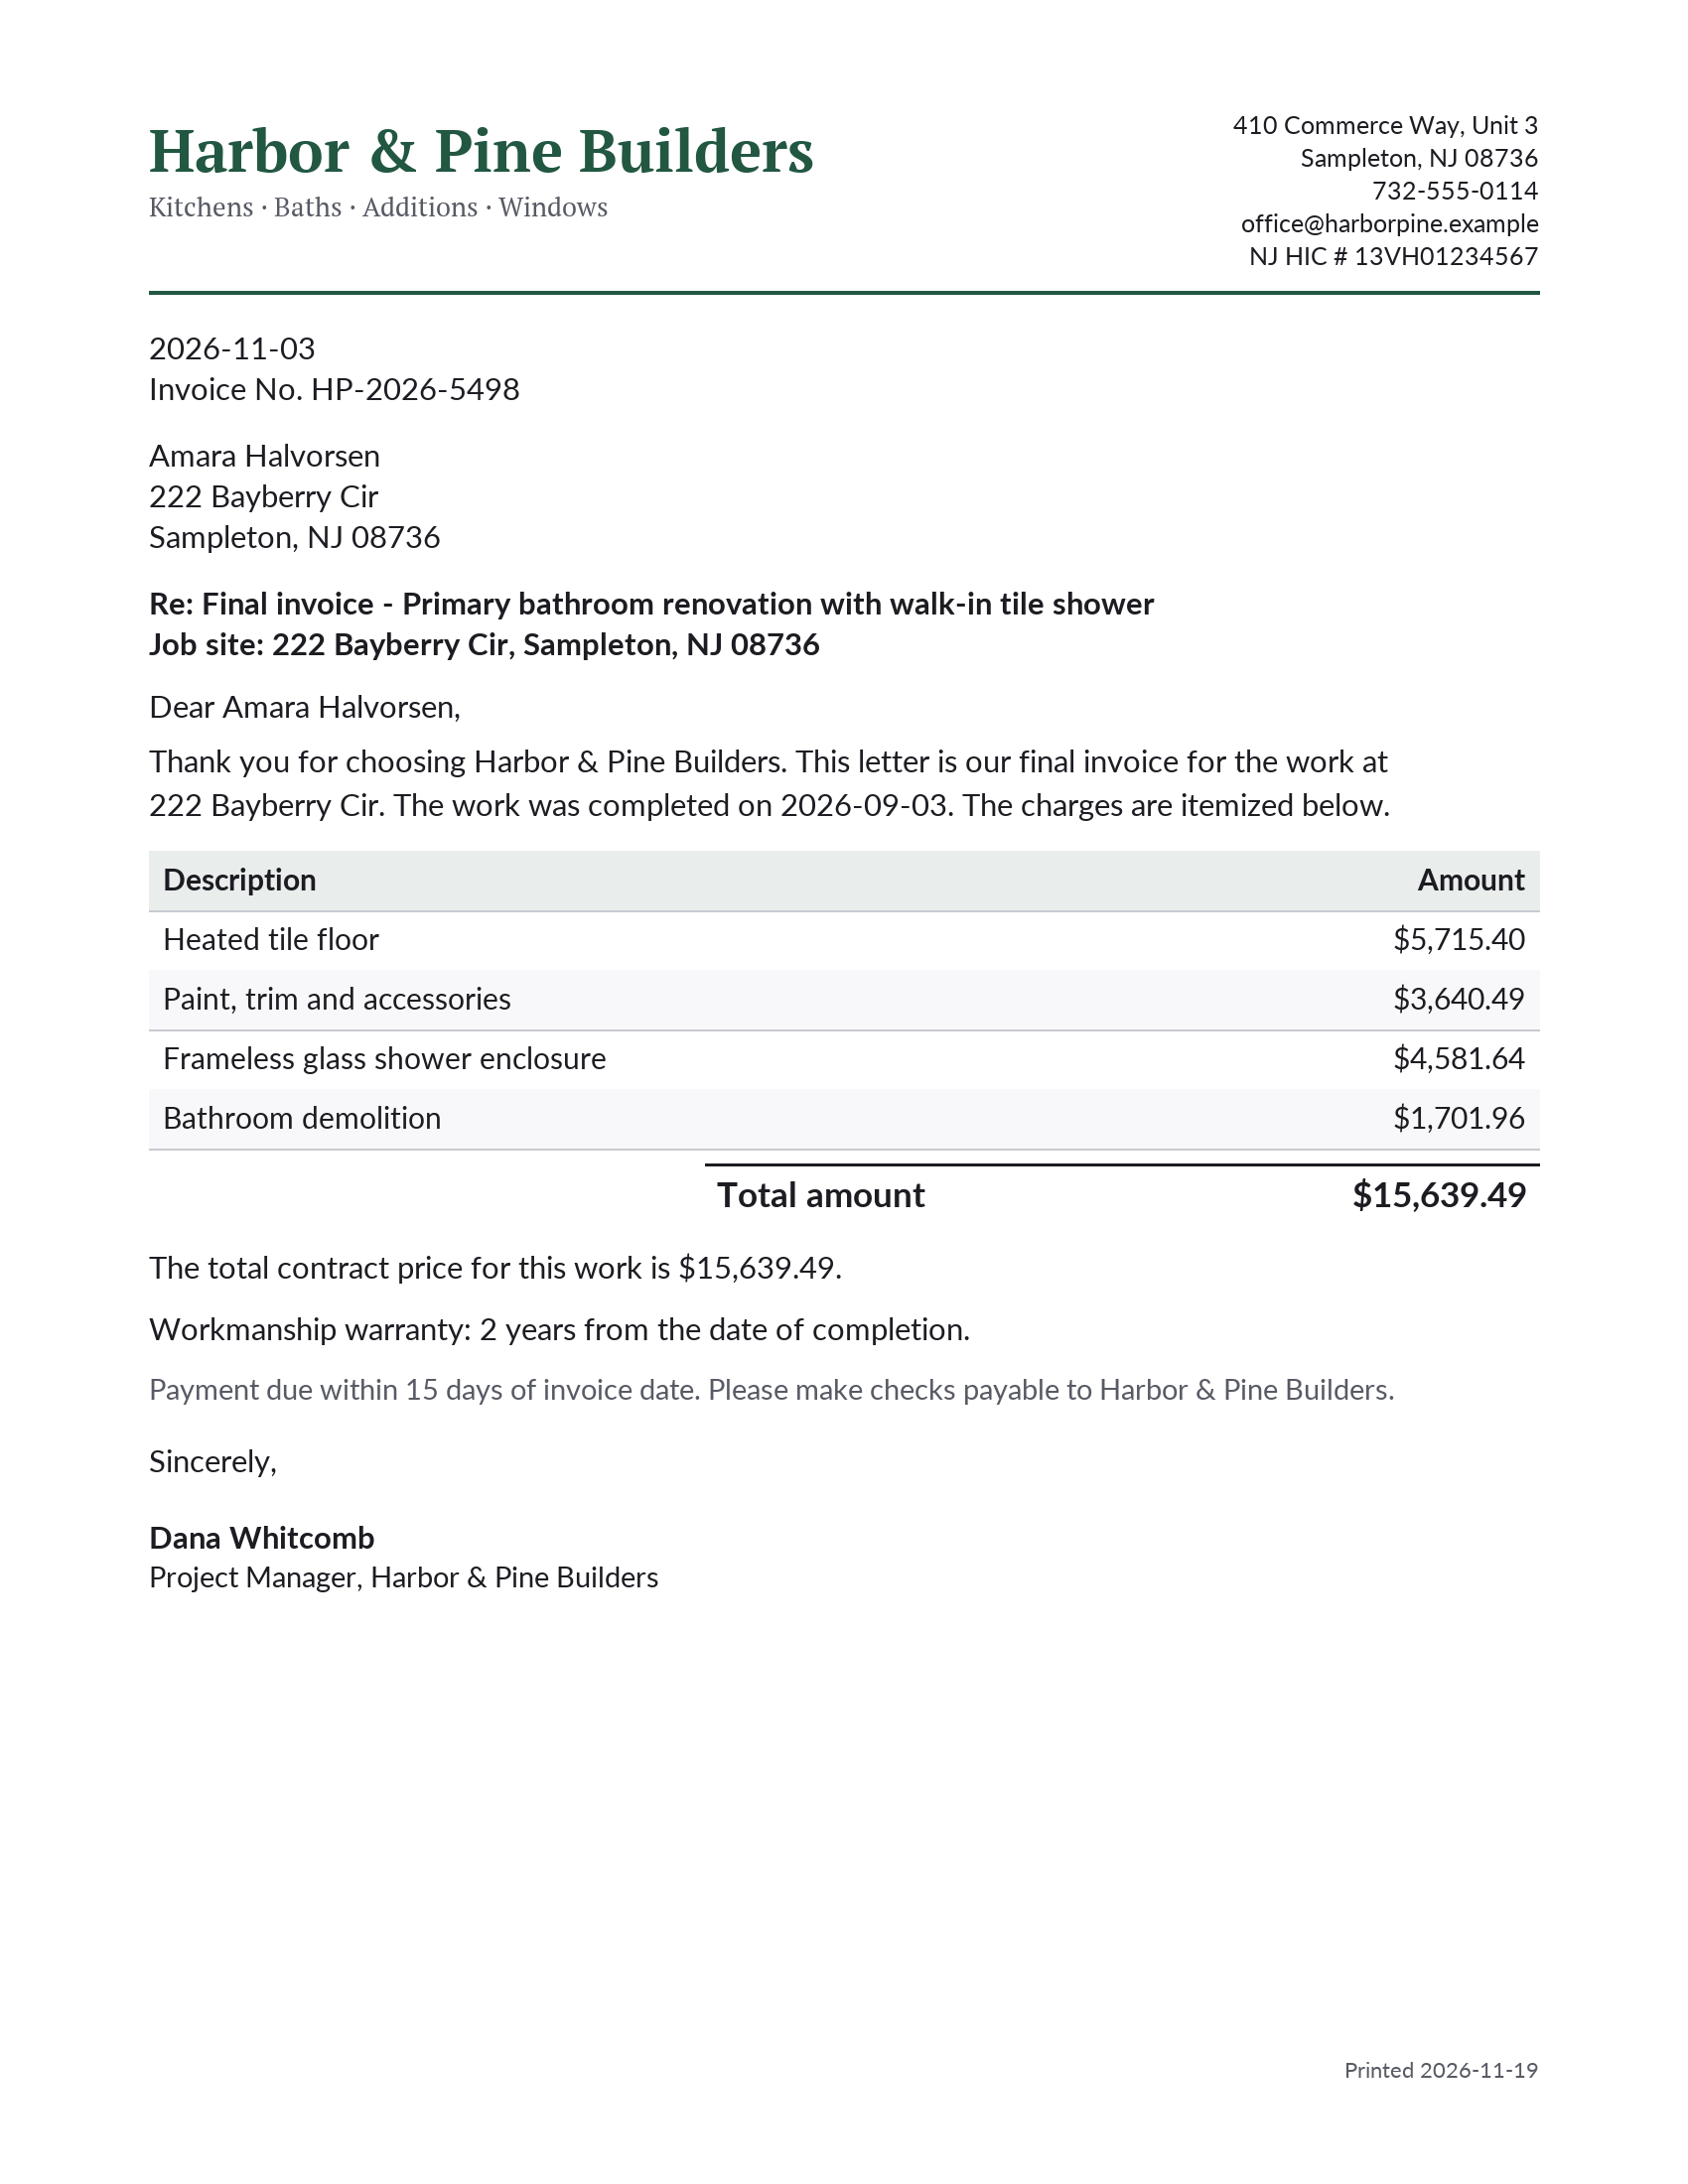 Harbor & Pine Builders
Kitchens · Baths · Additions · Windows
410 Commerce Way, Unit 3
Sampleton, NJ 08736
732-555-0114
office@harborpine.example
NJ HIC # 13VH01234567
2026-11-03
Invoice No. HP-2026-5498
Amara Halvorsen
222 Bayberry Cir
Sampleton, NJ 08736
Re: Final invoice - Primary bathroom renovation with walk-in tile shower
Job site: 222 Bayberry Cir, Sampleton, NJ 08736
Dear Amara Halvorsen,
Thank you for choosing Harbor & Pine Builders. This letter is our final invoice for the work at
222 Bayberry Cir. The work was completed on 2026-09-03. The charges are itemized below.
Description Amount
Heated tile floor $5,715.40
Paint, trim and accessories $3,640.49
Frameless glass shower enclosure $4,581.64
Bathroom demolition $1,701.96
Total amount $15,639.49
The total contract price for this work is $15,639.49.
Workmanship warranty: 2 years from the date of completion.
Payment due within 15 days of invoice date. Please make checks payable to Harbor & Pine Builders.
Sincerely,
Dana Whitcomb
Project Manager, Harbor & Pine Builders
Printed 2026-11-19